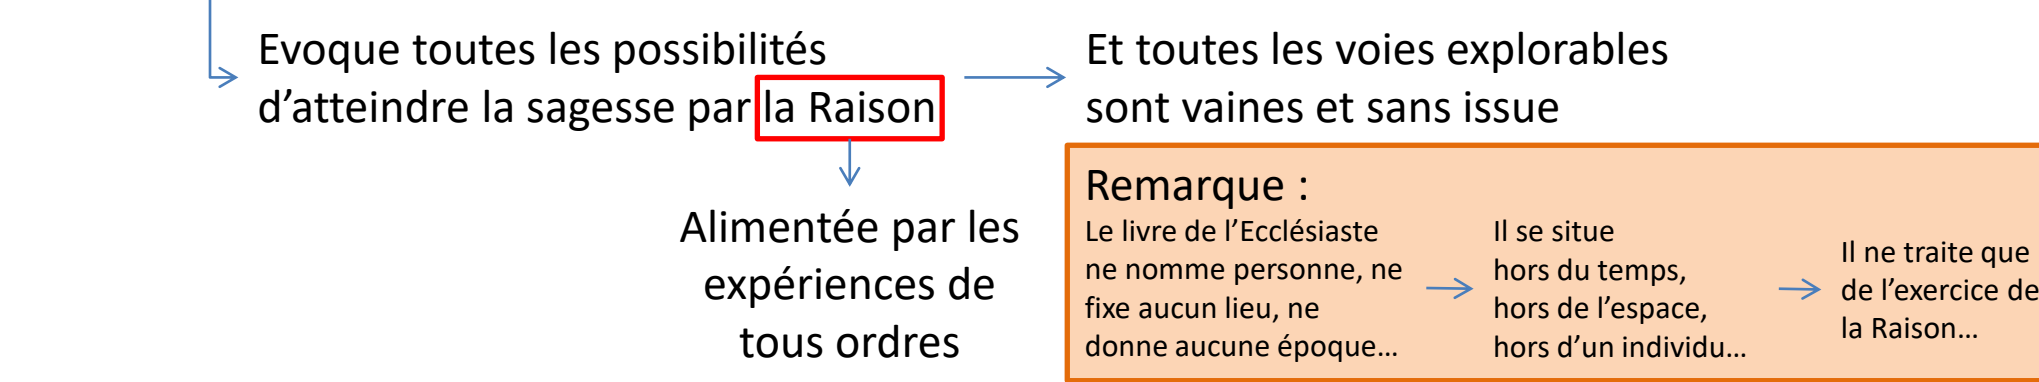 Evoque toutes les possibilités
d’atteindre la sagesse par la Raison
Et toutes les voies explorables
sont vaines et sans issue
Alimentée par les
expériences de
tous ordres
Remarque :
Le livre de l’Ecclésiaste
ne nomme personne, ne
fixe aucun lieu, ne
donne aucune époque…
Il se situe
hors du temps,
hors de l’espace,
hors d’un individu…
Il ne traite que
de l’exercice de
la Raison…